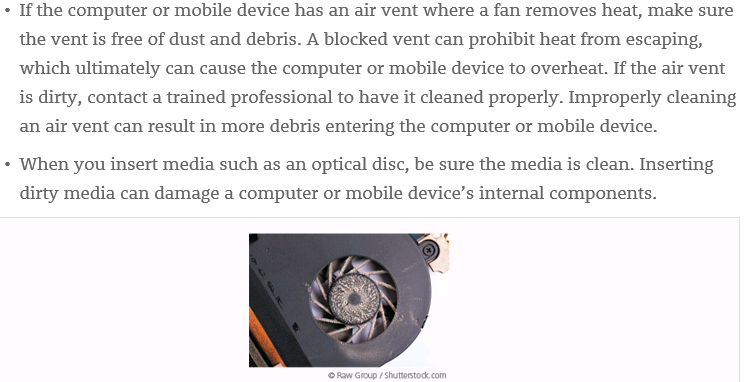 • If the computer or mobile device has an air vent where a fan removes heat, make sure
the vent is free of dust and debris. A blocked vent can prohibit heat from escaping,
which ultimately can cause the computer or mobile device to overheat. If the air vent
is dirty, contact a trained professional to have it cleaned properly. Improperly cleaning
an air vent can result in more debris entering the computer or mobile device.
• When you insert media such as an optical disc, be sure the media is clean. Inserting
dirty media can damage a computer or mobile device’s internal components.
© Raw Group / Shutterstock.com